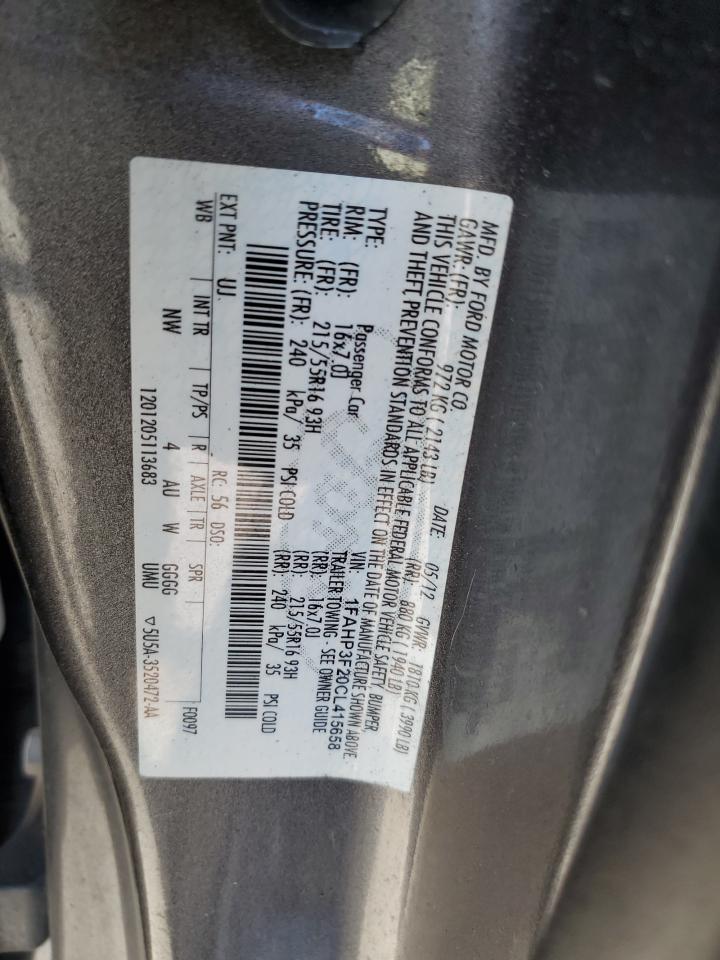 MFD. BY FORD MOTOR CO. DATE: 05/12 GVWR: 1810 KG ( 3990 LB)
GAWR: (FR): 972 KG ( 2143 LB) (RR): 880 KG ( 1940 LB)
THIS VEHICLE CONFORMS TO ALL APPLICABLE FEDERAL MOTOR VEHICLE SAFETY, BUMPER
AND THEFT PREVENTION STANDARDS IN EFFECT ON THE DATE OF MANUFACTURE SHOWN ABOVE
VIN: 1FAHP3F20CL415658
TYPE: Passenger Car TRAILER TOWING - SEE OWNER GUIDE
RIM: (FR): 16x7.0J (RR): 16x7.0J
TIRE: (FR): 215/55R16 93H (RR): 215/55R16 93H
PRESSURE: (FR): 240 kPa/ 35 PSI COLD (RR): 240 kPa/ 35 PSI COLD
EXT PNT: UJ RC: 56 DSO: F0097
WB INT TR TP/PS R AXLE TR SPR
NW 4 AU W GGGG UMU
1201205113683 ▽5U5A-3520472-AA